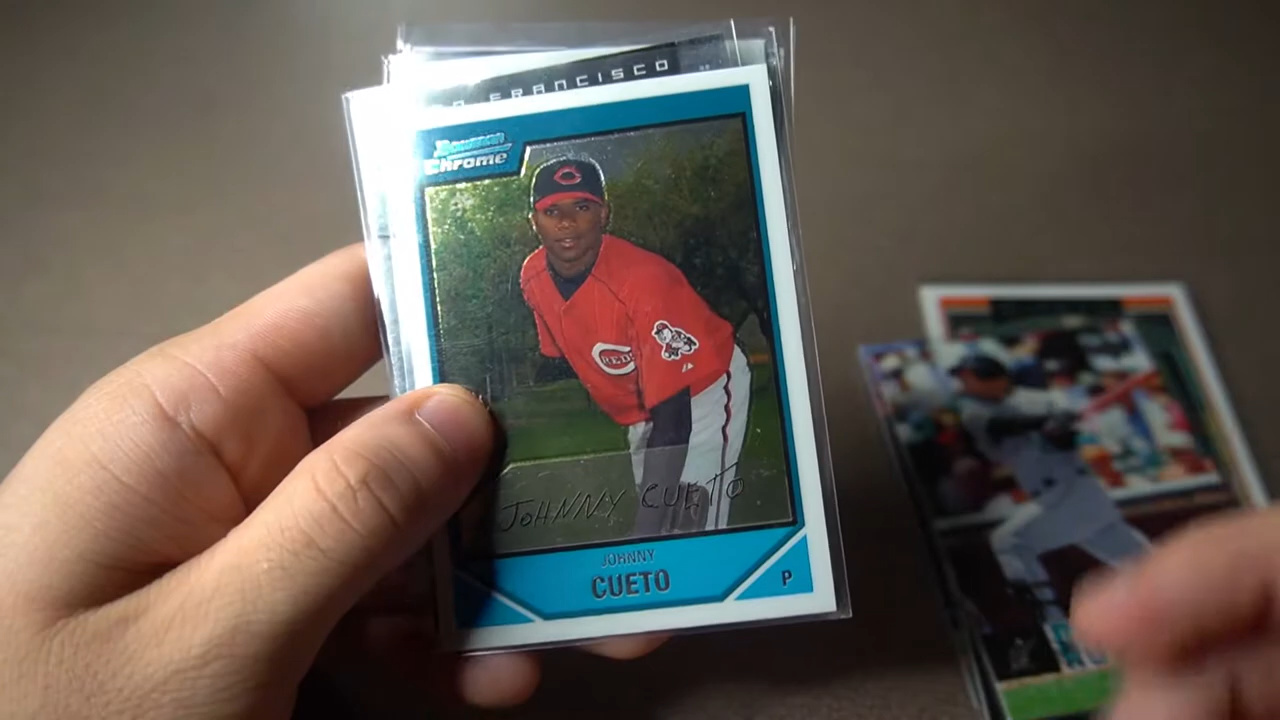 FRANCISCO
Bowman
Chrome
REDS
JOHNNY CUETO
JOHNNY
CUETO
P